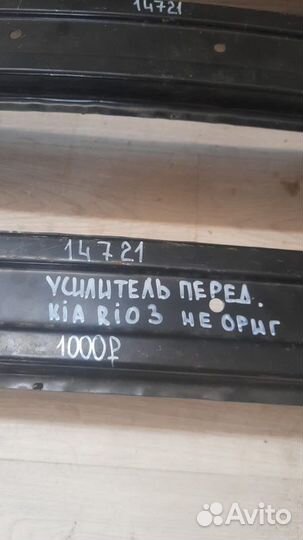 14721
14721
УСИЛИТЕЛЬ ПЕРЕД.
KIA RIO 3 НЕ ОРИГ
1000₽
Avito